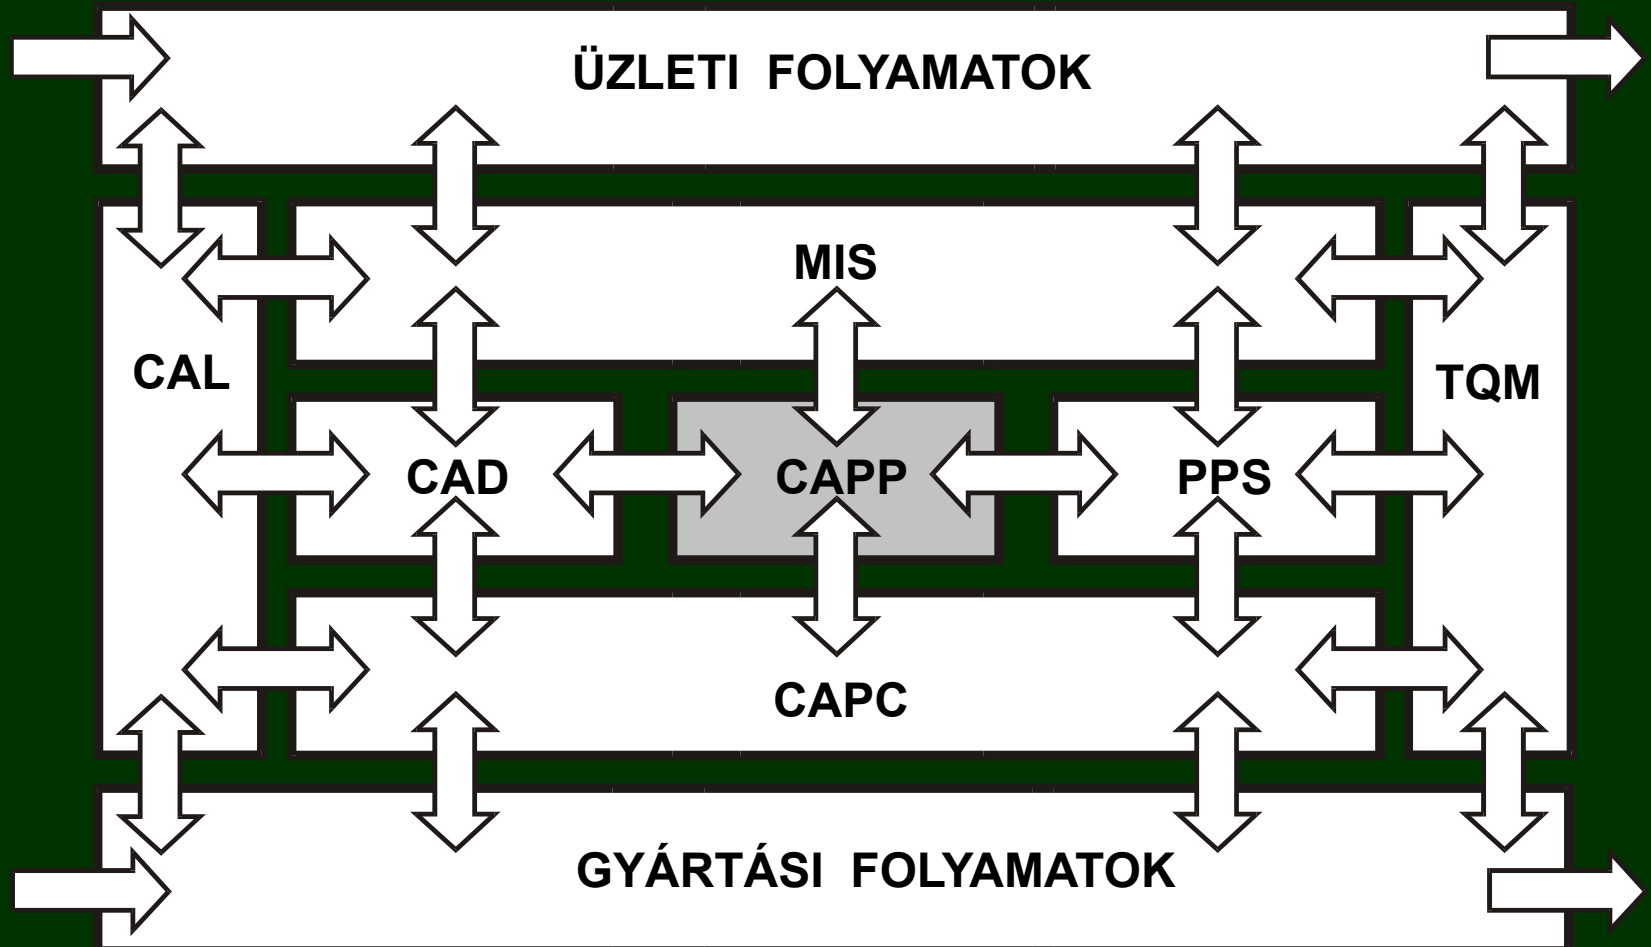 ÜZLETI FOLYAMATOK
MIS
CAL
TQM
CAD
CAPP
PPS
CAPC
GYÁRTÁSI FOLYAMATOK